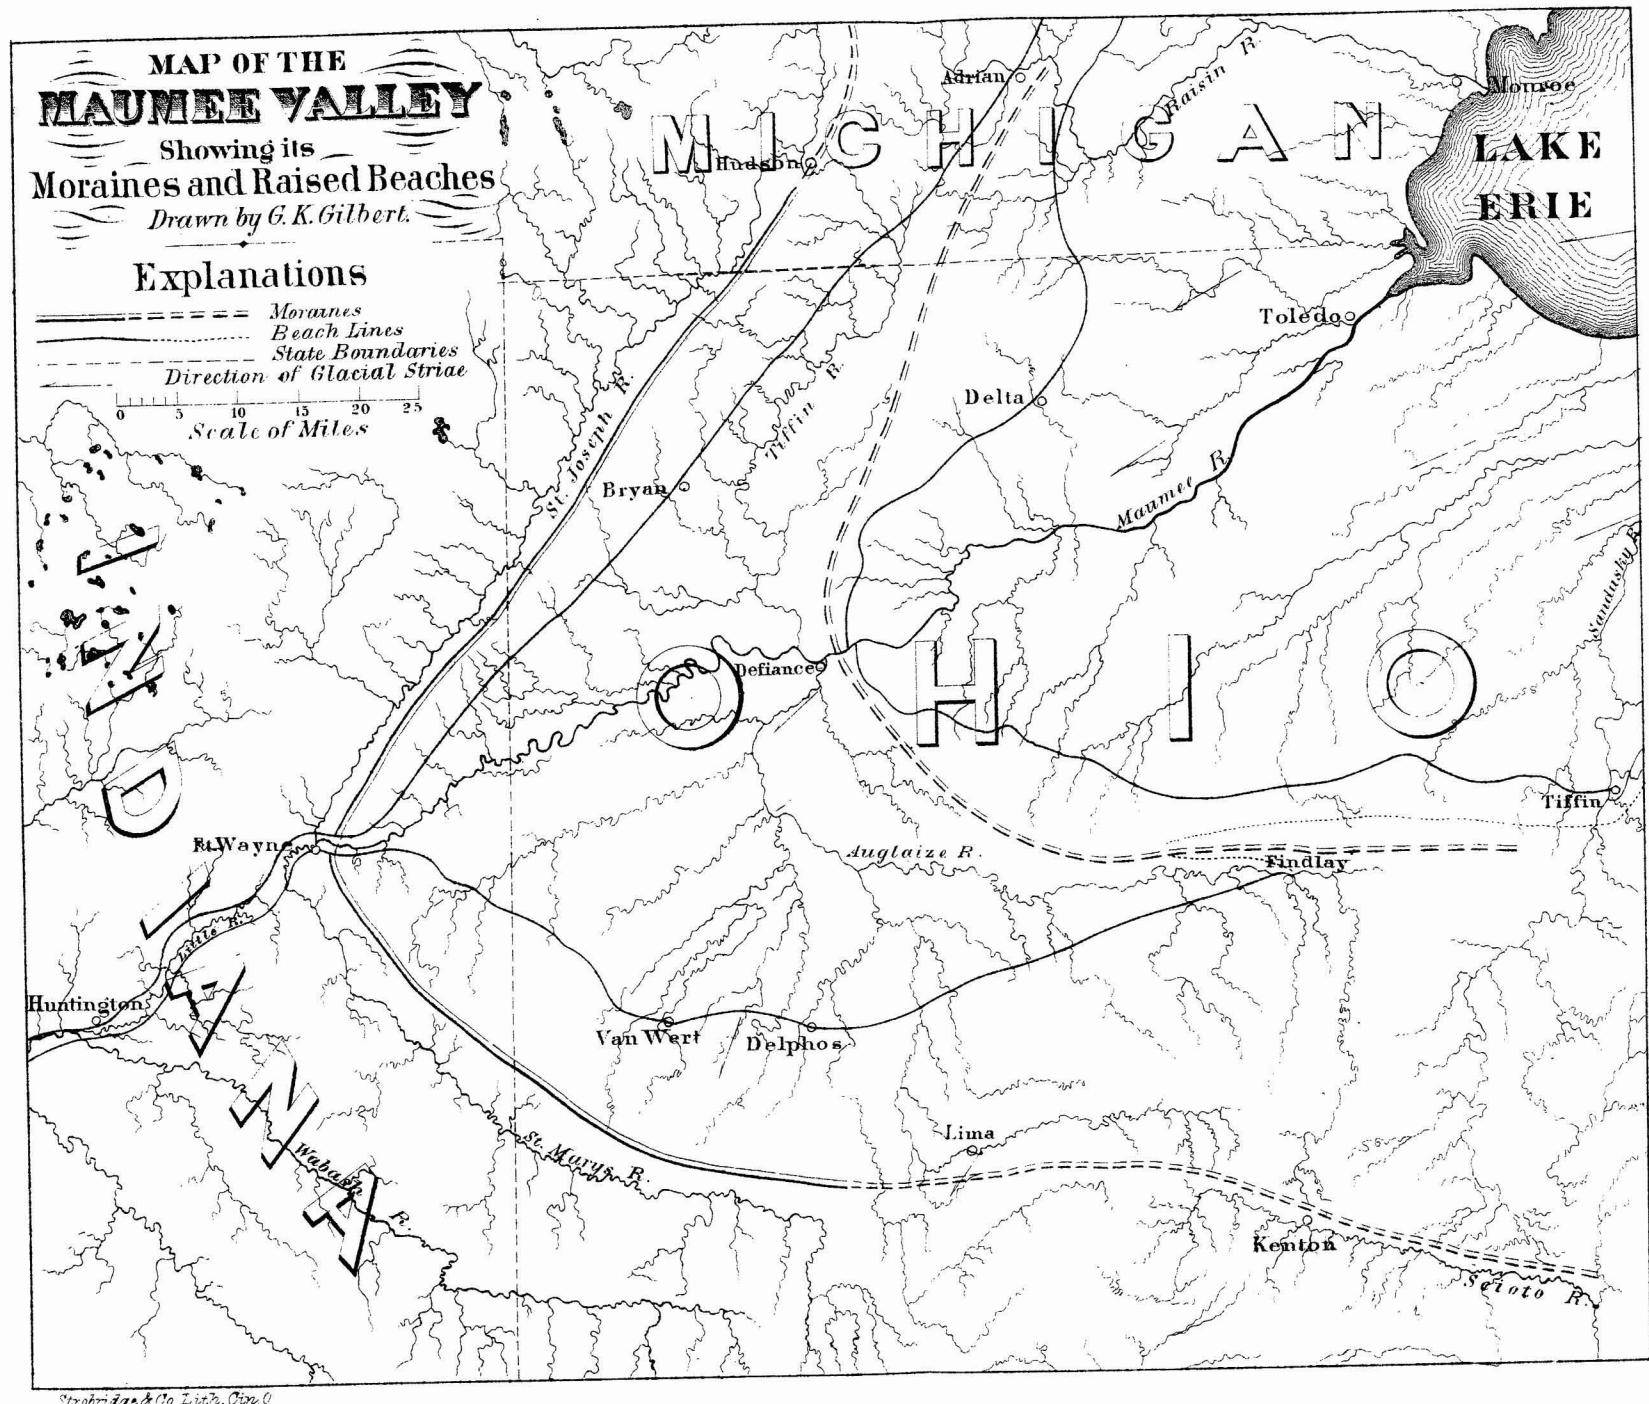 MAP OF THE
MAUMEE VALLEY
Showing its
Moraines and Raised Beaches
Drawn by G. K. Gilbert.
Explanations
Moraines
Beach Lines
State Boundaries
Direction of Glacial Striae
0 5 10 15 20 25
Scale of Miles
MICHIGAN
LAKE
ERIE
Adrian
Raisin R.
Monroe
Hudson
Toledo
Delta
St. Joseph R.
Tiffin R.
Bryan
Maumee R.
Sandusky R.
Defiance
OHIO
INDIANA
Tiffin
Ft. Wayne
Auglaize R.
Findlay
Little R.
Huntington
Van Wert
Delphos
Lima
St. Marys R.
Wabash R.
Kenton
Scioto R.
Strobridge & Co. Lith. Cin. O.